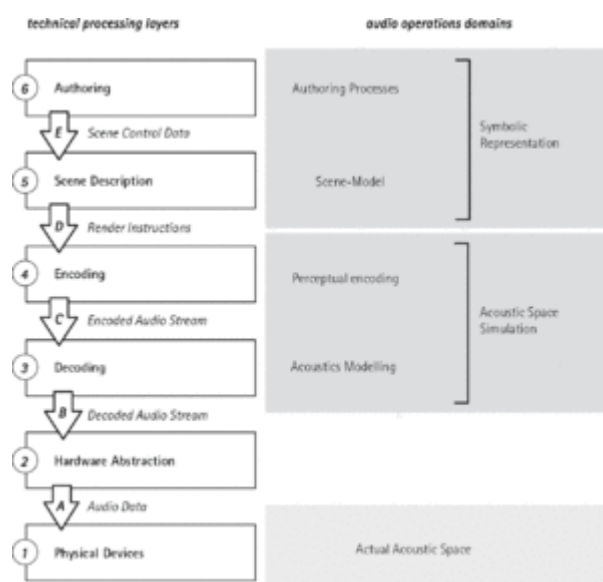 technical processing layers
audio operations domains
6 Authoring
Authoring Processes
E Scene Control Data
Symbolic
Representation
5 Scene Description
Scene-Model
D Render Instructions
4 Encoding
Perceptual encoding
C Encoded Audio Stream
Acoustic Space
Simulation
3 Decoding
Acoustics Modelling
B Decoded Audio Stream
2 Hardware Abstraction
A Audio Data
1 Physical Devices
Actual Acoustic Space